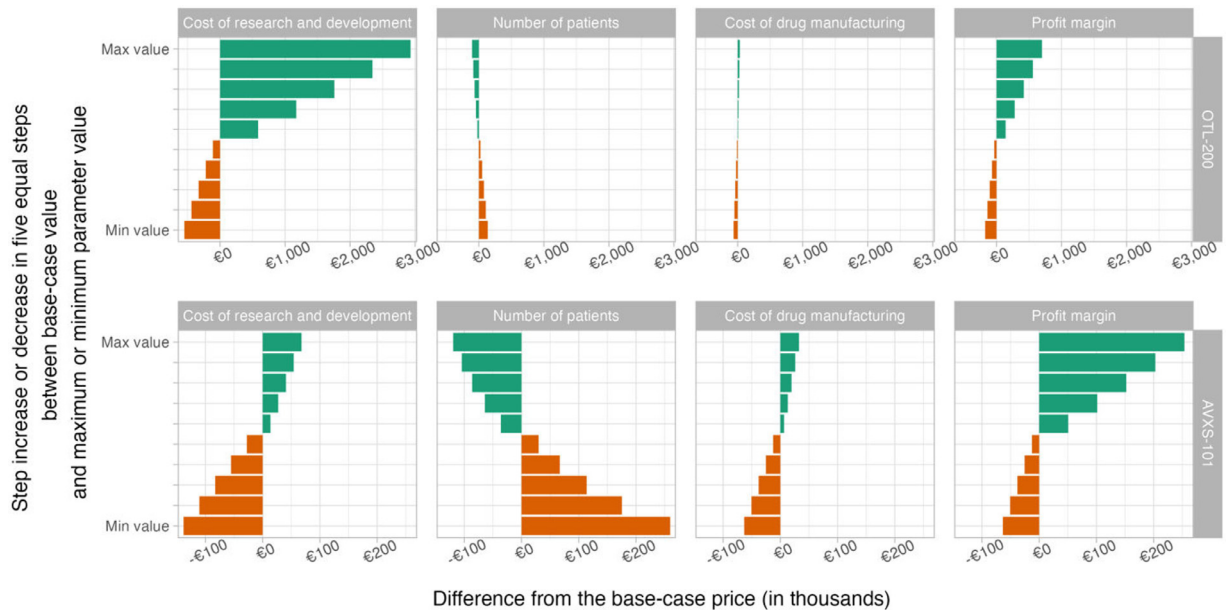 Cost of research and development
Number of patients
Cost of drug manufacturing
Profit margin
Max value
Min value
OTL-200
€0 €1,000 €2,000 €3,000
€0 €1,000 €2,000 €3,000
€0 €1,000 €2,000 €3,000
€0 €1,000 €2,000 €3,000
Step increase or decrease in five equal steps
between base-case value
and maximum or minimum parameter value
Cost of research and development
Number of patients
Cost of drug manufacturing
Profit margin
Max value
Min value
AVXS-101
-€100 €0 €100 €200
-€100 €0 €100 €200
-€100 €0 €100 €200
-€100 €0 €100 €200
Difference from the base-case price (in thousands)